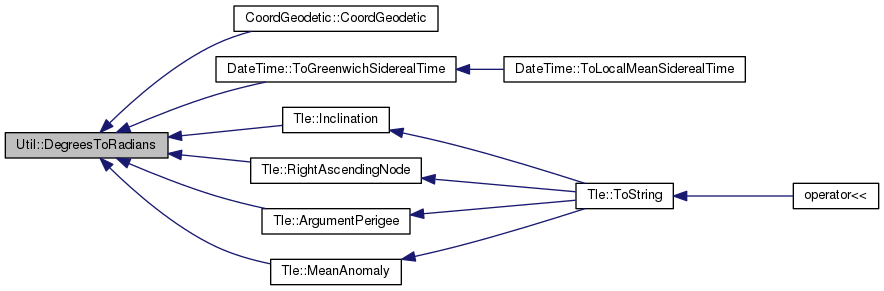 CoordGeodetic::CoordGeodetic
DateTime::ToGreenwichSiderealTime
DateTime::ToLocalMeanSiderealTime
Tle::Inclination
Util::DegreesToRadians
Tle::RightAscendingNode
Tle::ToString
operator<<
Tle::ArgumentPerigee
Tle::MeanAnomaly